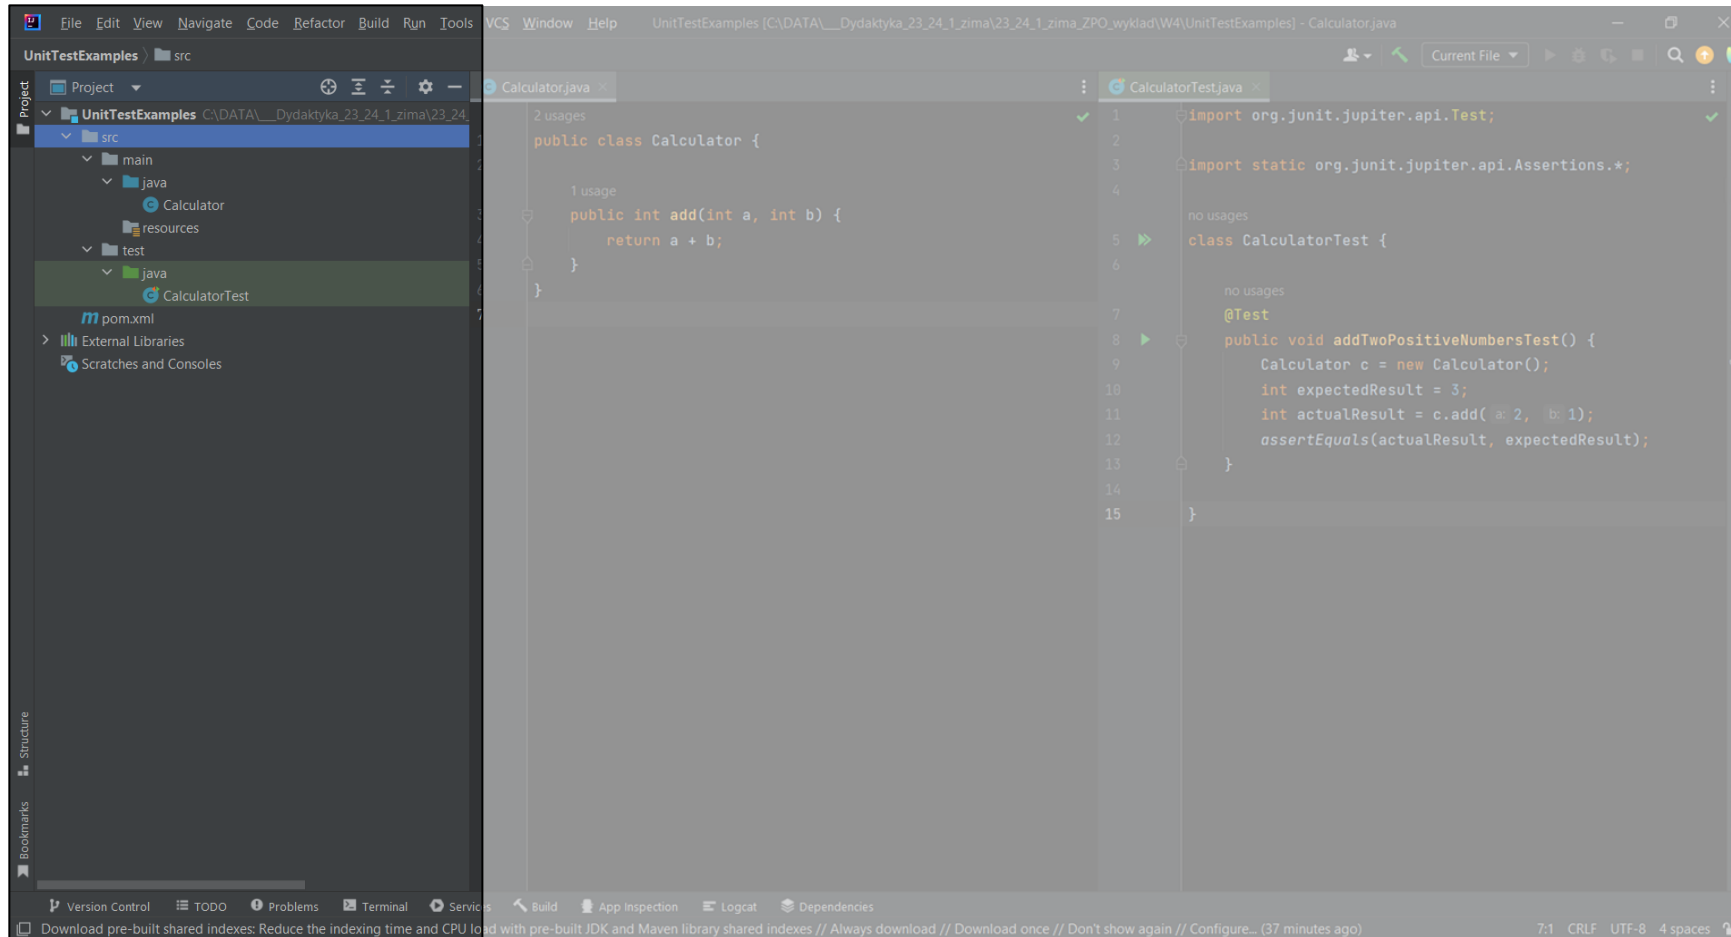 File Edit View Navigate Code Refactor Build Run Tools VCS Window Help UnitTestExamples [C:\DATA\___Dydaktyka_23_24_1_zima\23_24_1_zima_ZPO_wyklad\W4\UnitTestExamples] - Calculator.java
UnitTestExamples src
Current File
Project
Project
UnitTestExamples C:\DATA\___Dydaktyka_23_24_1_zima\23_24_
src
main
java
Calculator
resources
test
java
CalculatorTest
pom.xml
External Libraries
Scratches and Consoles
Structure
Bookmarks
Calculator.java
2 usages
public class Calculator {
1 usage
public int add(int a, int b) {
return a + b;
}
}
7
CalculatorTest.java
1 import org.junit.jupiter.api.Test;
2
3 import static org.junit.jupiter.api.Assertions.*;
4
no usages
5 class CalculatorTest {
6
no usages
7 @Test
8 public void addTwoPositiveNumbersTest() {
9 Calculator c = new Calculator();
10 int expectedResult = 3;
11 int actualResult = c.add( a: 2, b: 1);
12 assertEquals(actualResult, expectedResult);
13 }
14
15 }
Version Control TODO Problems Terminal Services Build App Inspection Logcat Dependencies
Download pre-built shared indexes: Reduce the indexing time and CPU load with pre-built JDK and Maven library shared indexes // Always download // Download once // Don't show again // Configure... (37 minutes ago) 7:1 CRLF UTF-8 4 spaces